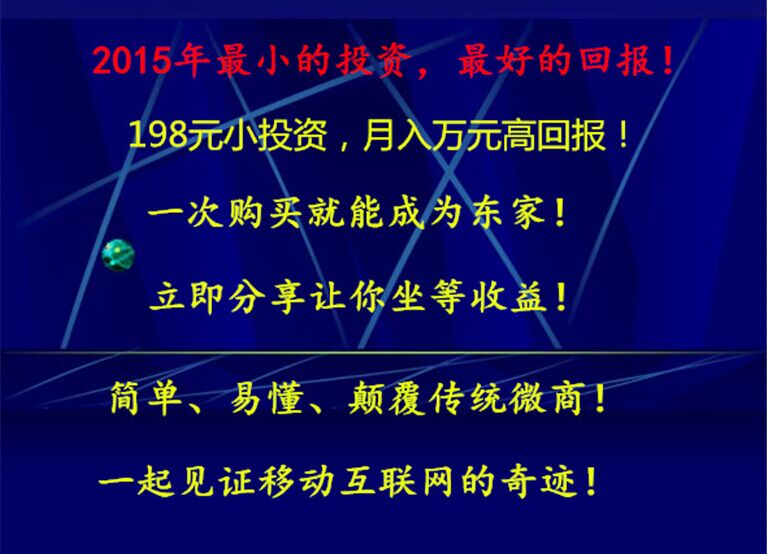 2015年最小的投资，最好的回报！
198元小投资，月入万元高回报！
一次购买就能成为东家！
立即分享让你坐等收益！
简单、易懂、颠覆传统微商！
一起见证移动互联网的奇迹！